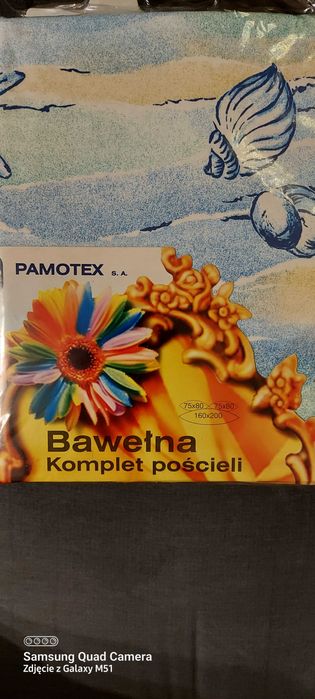 PAMOTEX S.A.
75x80 75x80
160x200
Bawełna
Komplet pościeli
Samsung Quad Camera
Zdjęcie z Galaxy M51